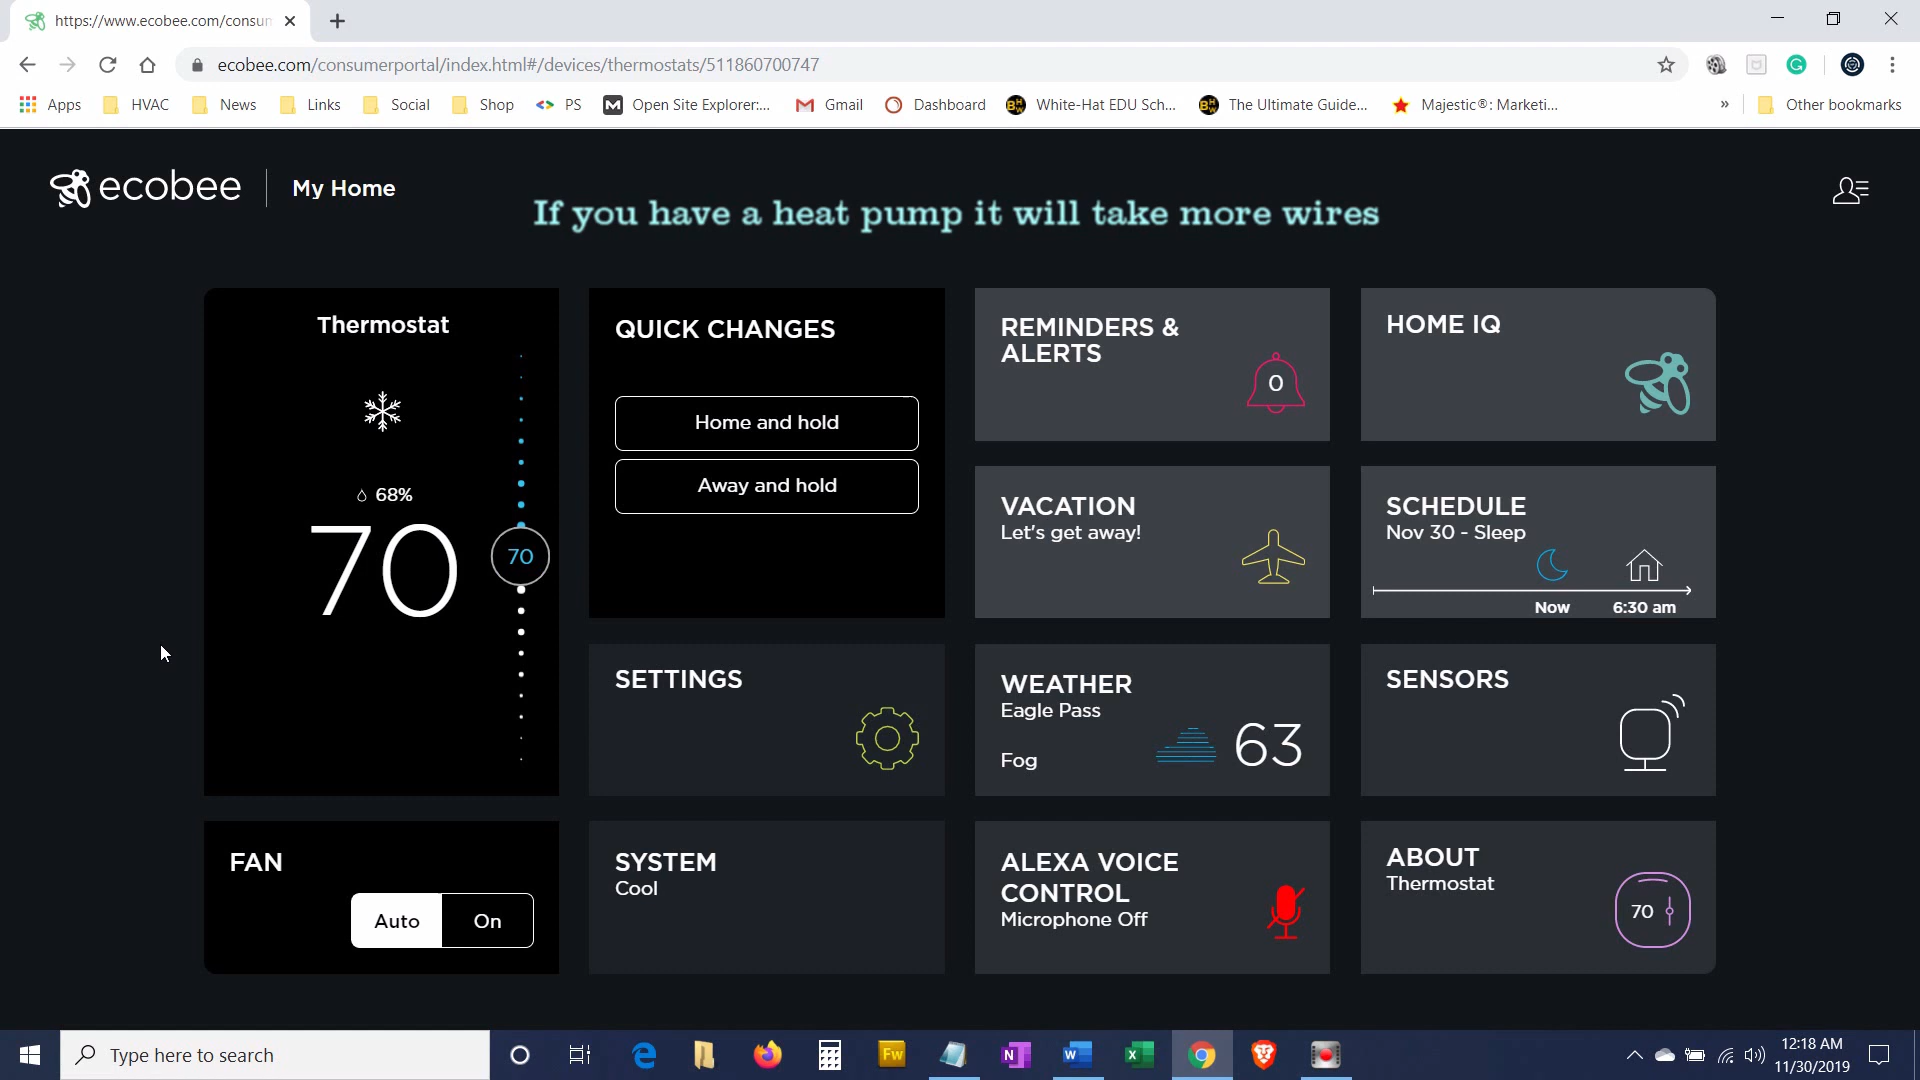 https://www.ecobee.com/consum
ecobee.com/consumerportal/index.html#/devices/thermostats/511860700747
Apps HVAC News Links Social Shop PS Open Site Explorer:... Gmail Dashboard White-Hat EDU Sch... The Ultimate Guide... Majestic®: Marketi... » Other bookmarks
ecobee My Home
If you have a heat pump it will take more wires
Thermostat
68%
70
70
QUICK CHANGES
Home and hold
Away and hold
REMINDERS &
ALERTS
0
HOME IQ
VACATION
Let's get away!
SCHEDULE
Nov 30 - Sleep
Now 6:30 am
SETTINGS
WEATHER
Eagle Pass
Fog 63
SENSORS
FAN
Auto On
SYSTEM
Cool
ALEXA VOICE
CONTROL
Microphone Off
ABOUT
Thermostat
70
Type here to search
Fw
N
W
X
12:18 AM
11/30/2019